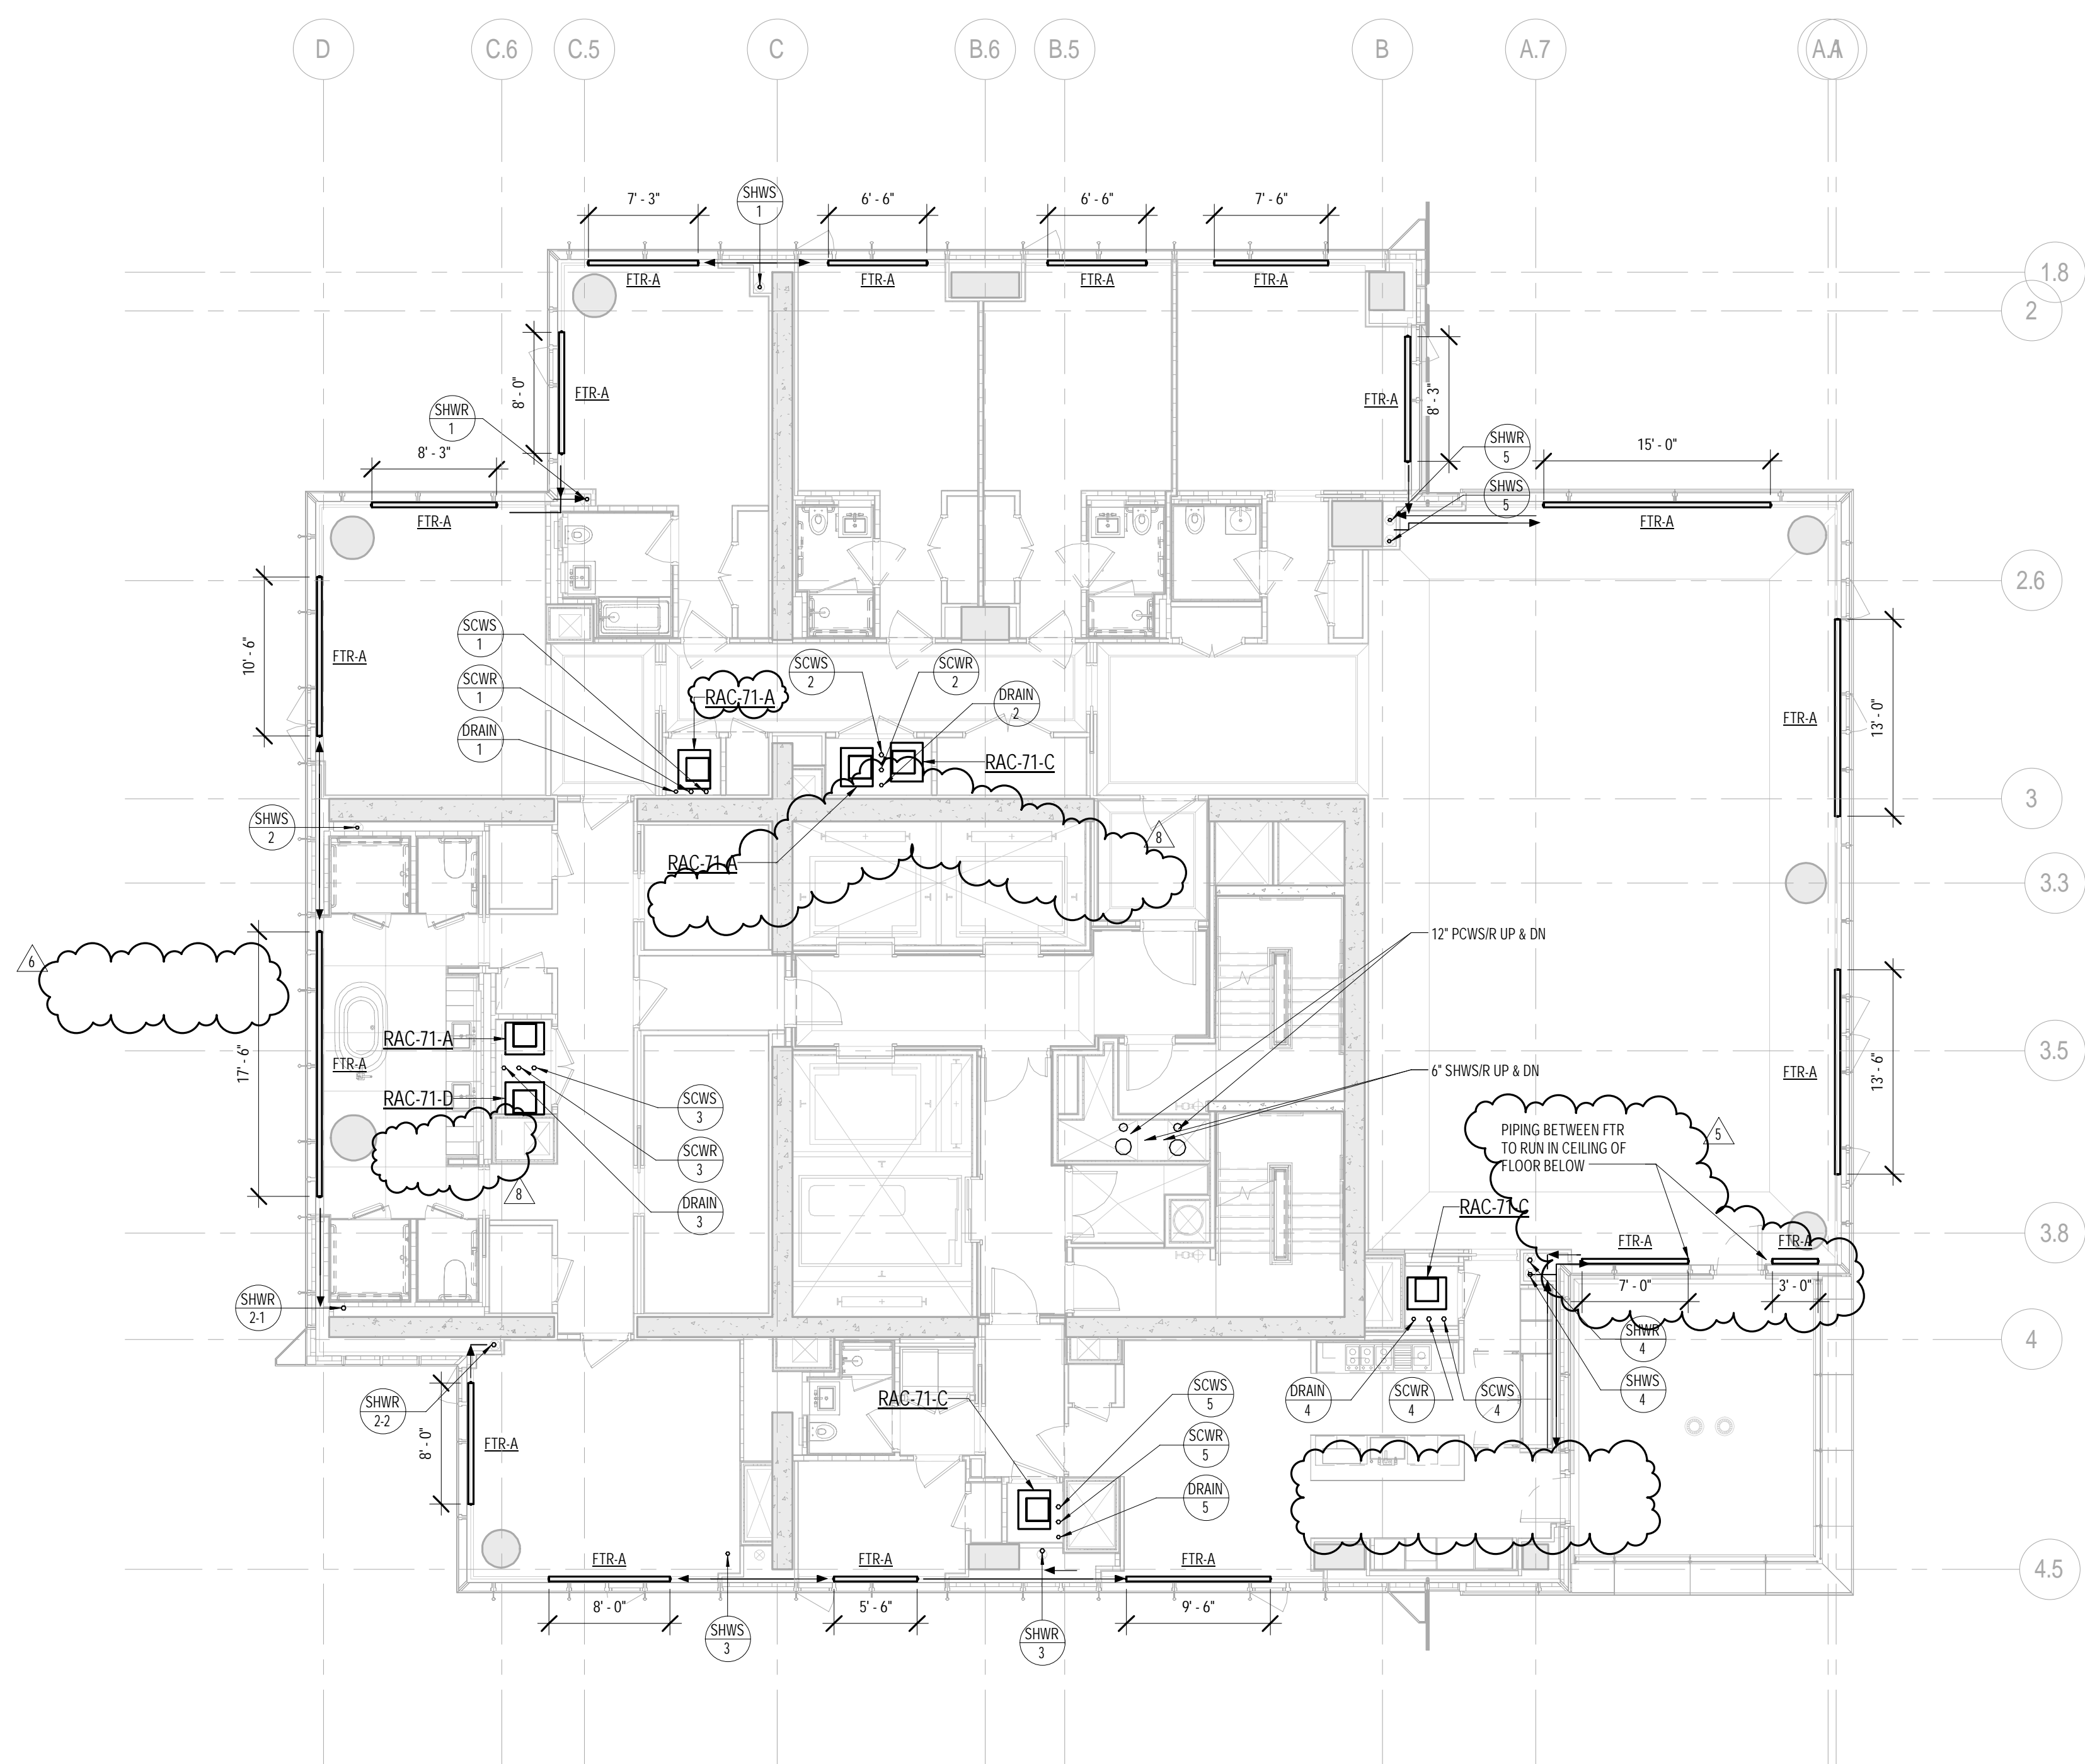 D
C.6
C.5
C
B.6
B.5
B
A.7
A
7' - 3"
SHWS
1
6' - 6"
6' - 6"
7' - 6"
FTR-A
FTR-A
FTR-A
FTR-A
1.8
2
8' - 0"
FTR-A
FTR-A
8' - 3"
SHWR
1
8' - 3"
FTR-A
SHWR
5
15' - 0"
SHWS
5
FTR-A
2.6
10' - 6"
FTR-A
SCWS
1
SCWR
1
DRAIN
1
RAC-71-A
SCWS
2
SCWR
2
DRAIN
2
RAC-71-C
FTR-A
13' - 0"
3
SHWS
2
RAC-71-A
8
3.3
6
12" PCWS/R UP & DN
RAC-71-A
FTR-A
17' - 6"
RAC-71-D
3.5
FTR-A
13' - 6"
6" SHWS/R UP & DN
SCWS
3
SCWR
3
DRAIN
3
8
PIPING BETWEEN FTR
TO RUN IN CEILING OF
FLOOR BELOW
5
RAC-71-C
FTR-A
FTR-A
3.8
7' - 0"
3' - 0"
SHWR
2-1
SHWR
4
4
SHWR
2-2
8' - 0"
FTR-A
RAC-71-C
SCWS
5
SCWR
5
DRAIN
5
DRAIN
4
SCWR
4
SCWS
4
SHWS
4
FTR-A
FTR-A
FTR-A
4.5
8' - 0"
5' - 6"
9' - 6"
SHWS
3
SHWR
3